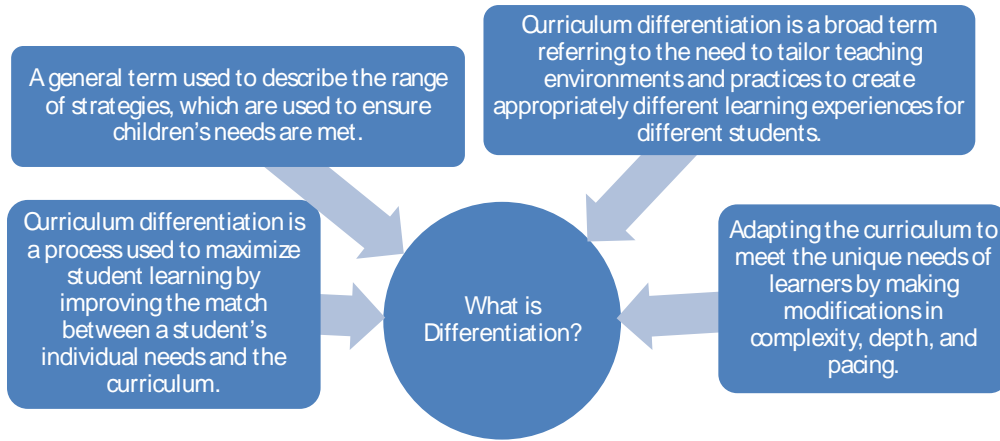 A general term used to describe the range
of strategies, which are used to ensure
children's needs are met.
Curriculum differentiation is a broad term
referring to the need to tailor teaching
environments and practices to create
appropriately different learning experiences for
different students.
Curriculum differentiation is
a process used to maximize
student learning by
improving the match
between a student's
individual needs and the
curriculum.
What is
Differentiation?
Adapting the curriculum to
meet the unique needs of
learners by making
modifications in
complexity, depth, and
pacing.